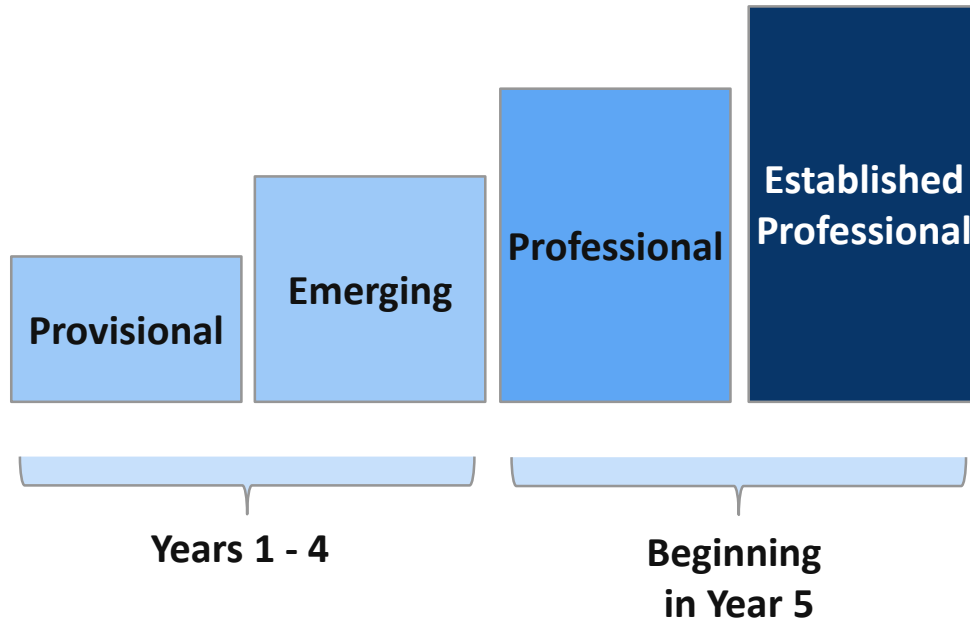 Provisional
Emerging
Professional
Established
Professional
Years 1 - 4
Beginning
in Year 5